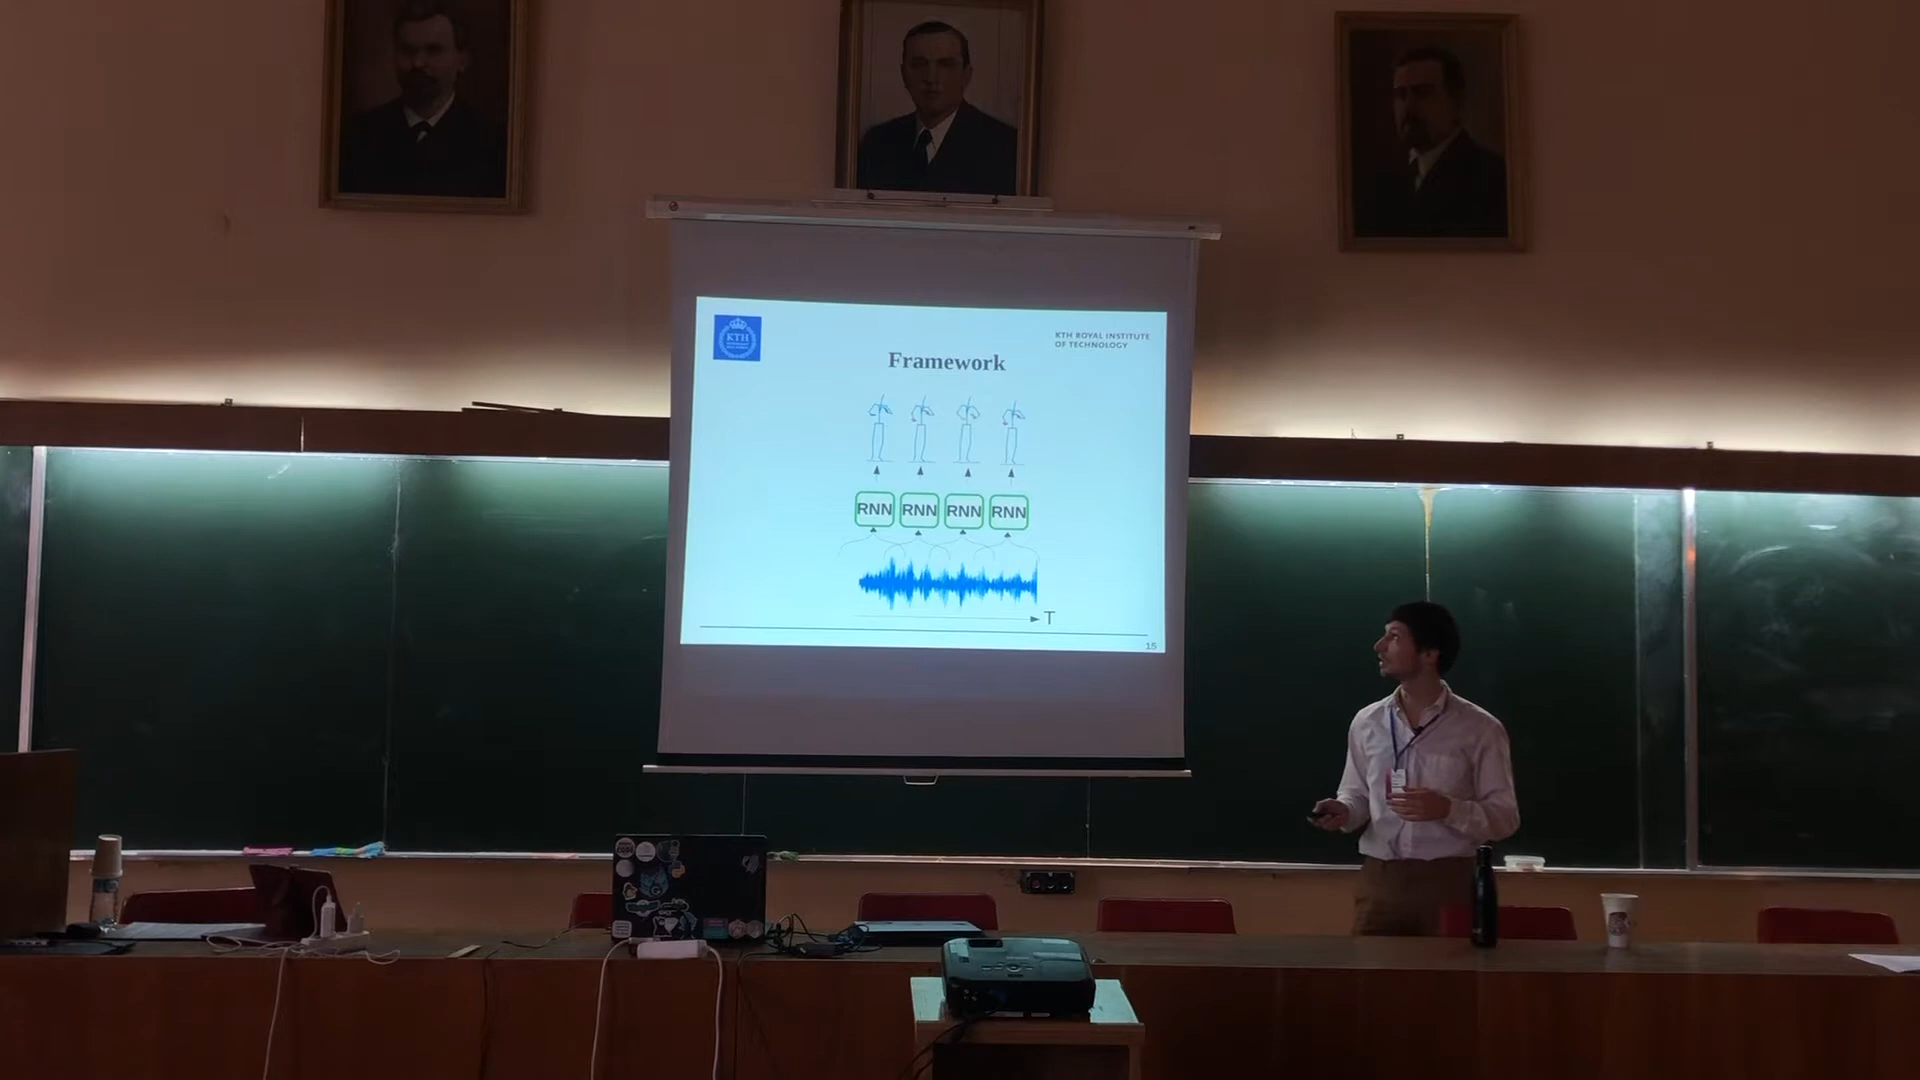 KTH
KTH ROYAL INSTITUTE
OF TECHNOLOGY
Framework
RNN RNN RNN RNN
T
15